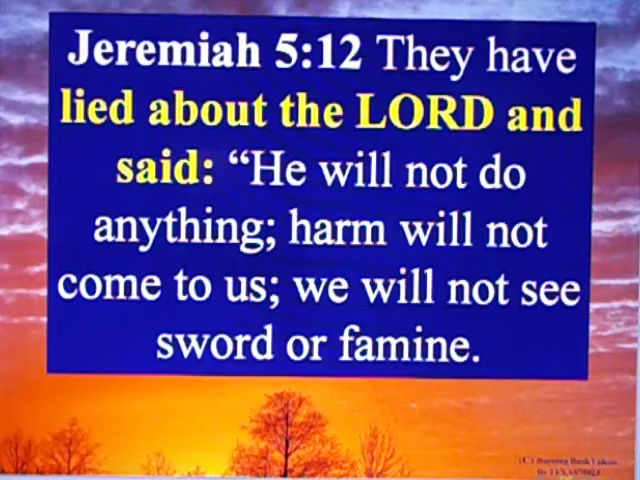 Jeremiah 5:12 They have
lied about the LORD and
said: “He will not do
anything; harm will not
come to us; we will not see
sword or famine.